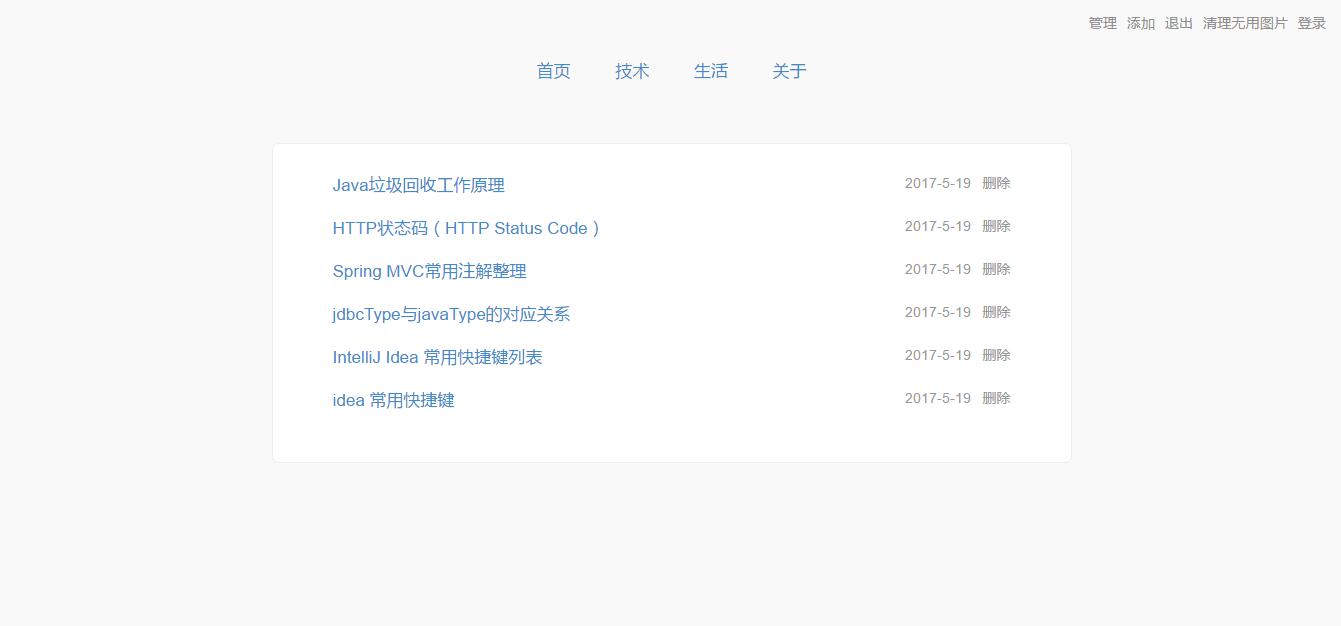 管理 添加 退出 清理无用图片 登录
首页 技术 生活 关于
Java垃圾回收工作原理 2017-5-19 删除
HTTP状态码（HTTP Status Code） 2017-5-19 删除
Spring MVC常用注解整理 2017-5-19 删除
jdbcType与javaType的对应关系 2017-5-19 删除
IntelliJ Idea 常用快捷键列表 2017-5-19 删除
idea 常用快捷键 2017-5-19 删除